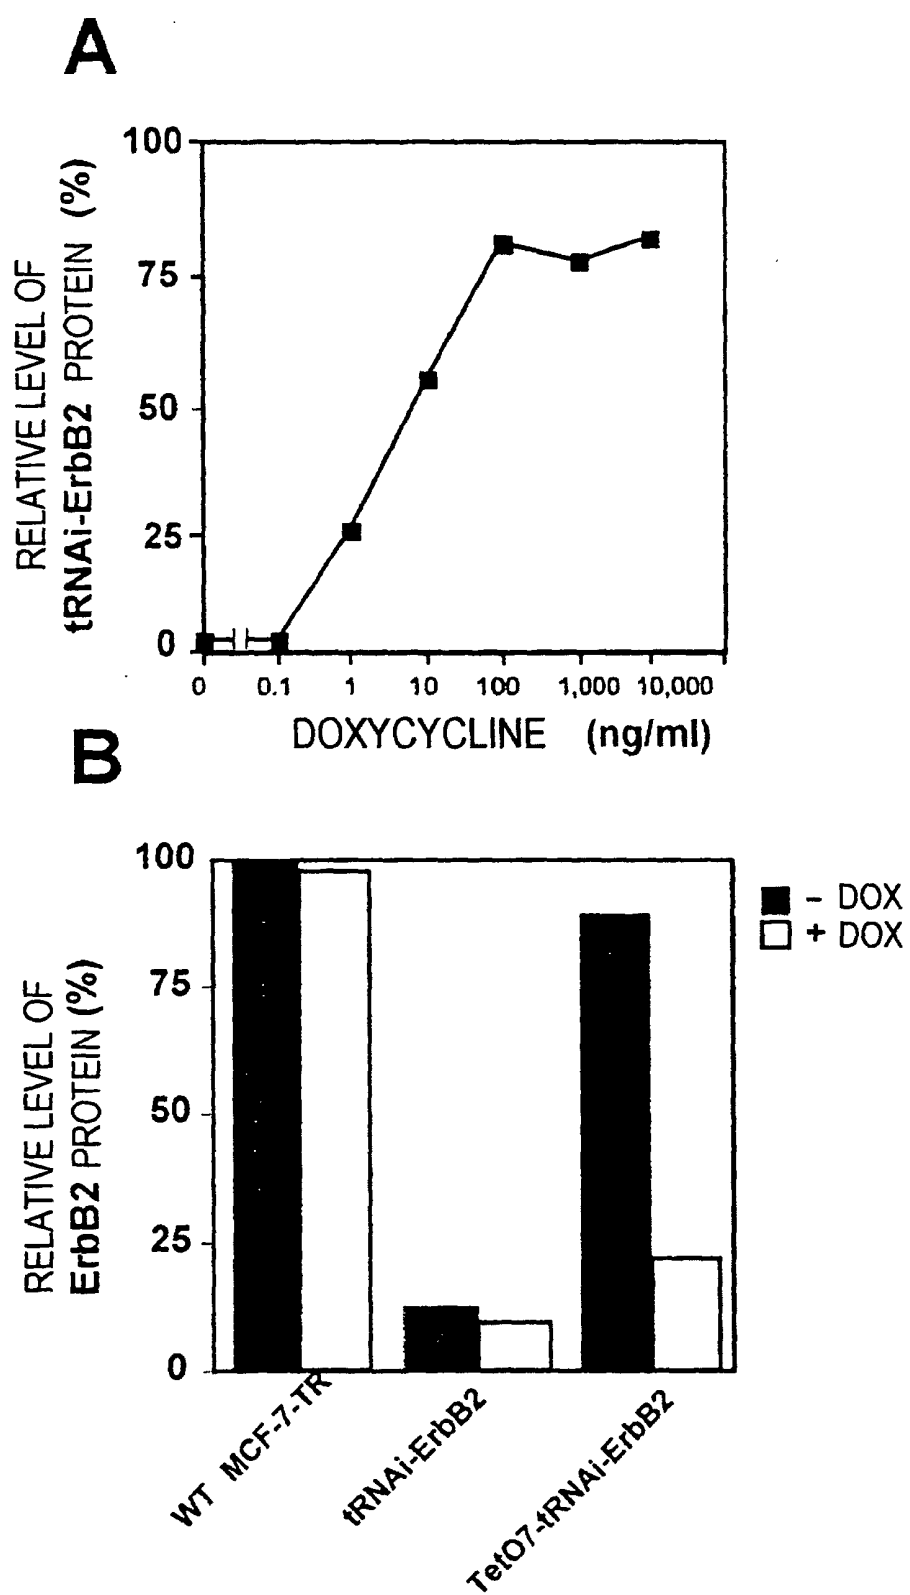 A
RELATIVE LEVEL OF
tRNAi-ErbB2 PROTEIN (%)
100
75
50
25
0
0 0.1 1 10 100 1,000 10,000
DOXYCYCLINE (ng/ml)
B
RELATIVE LEVEL OF
ErbB2 PROTEIN (%)
100
75
50
25
0
- DOX
+ DOX
WT MCF-7-TR
tRNAi-ErbB2
TetO7-tRNAi-ErbB2